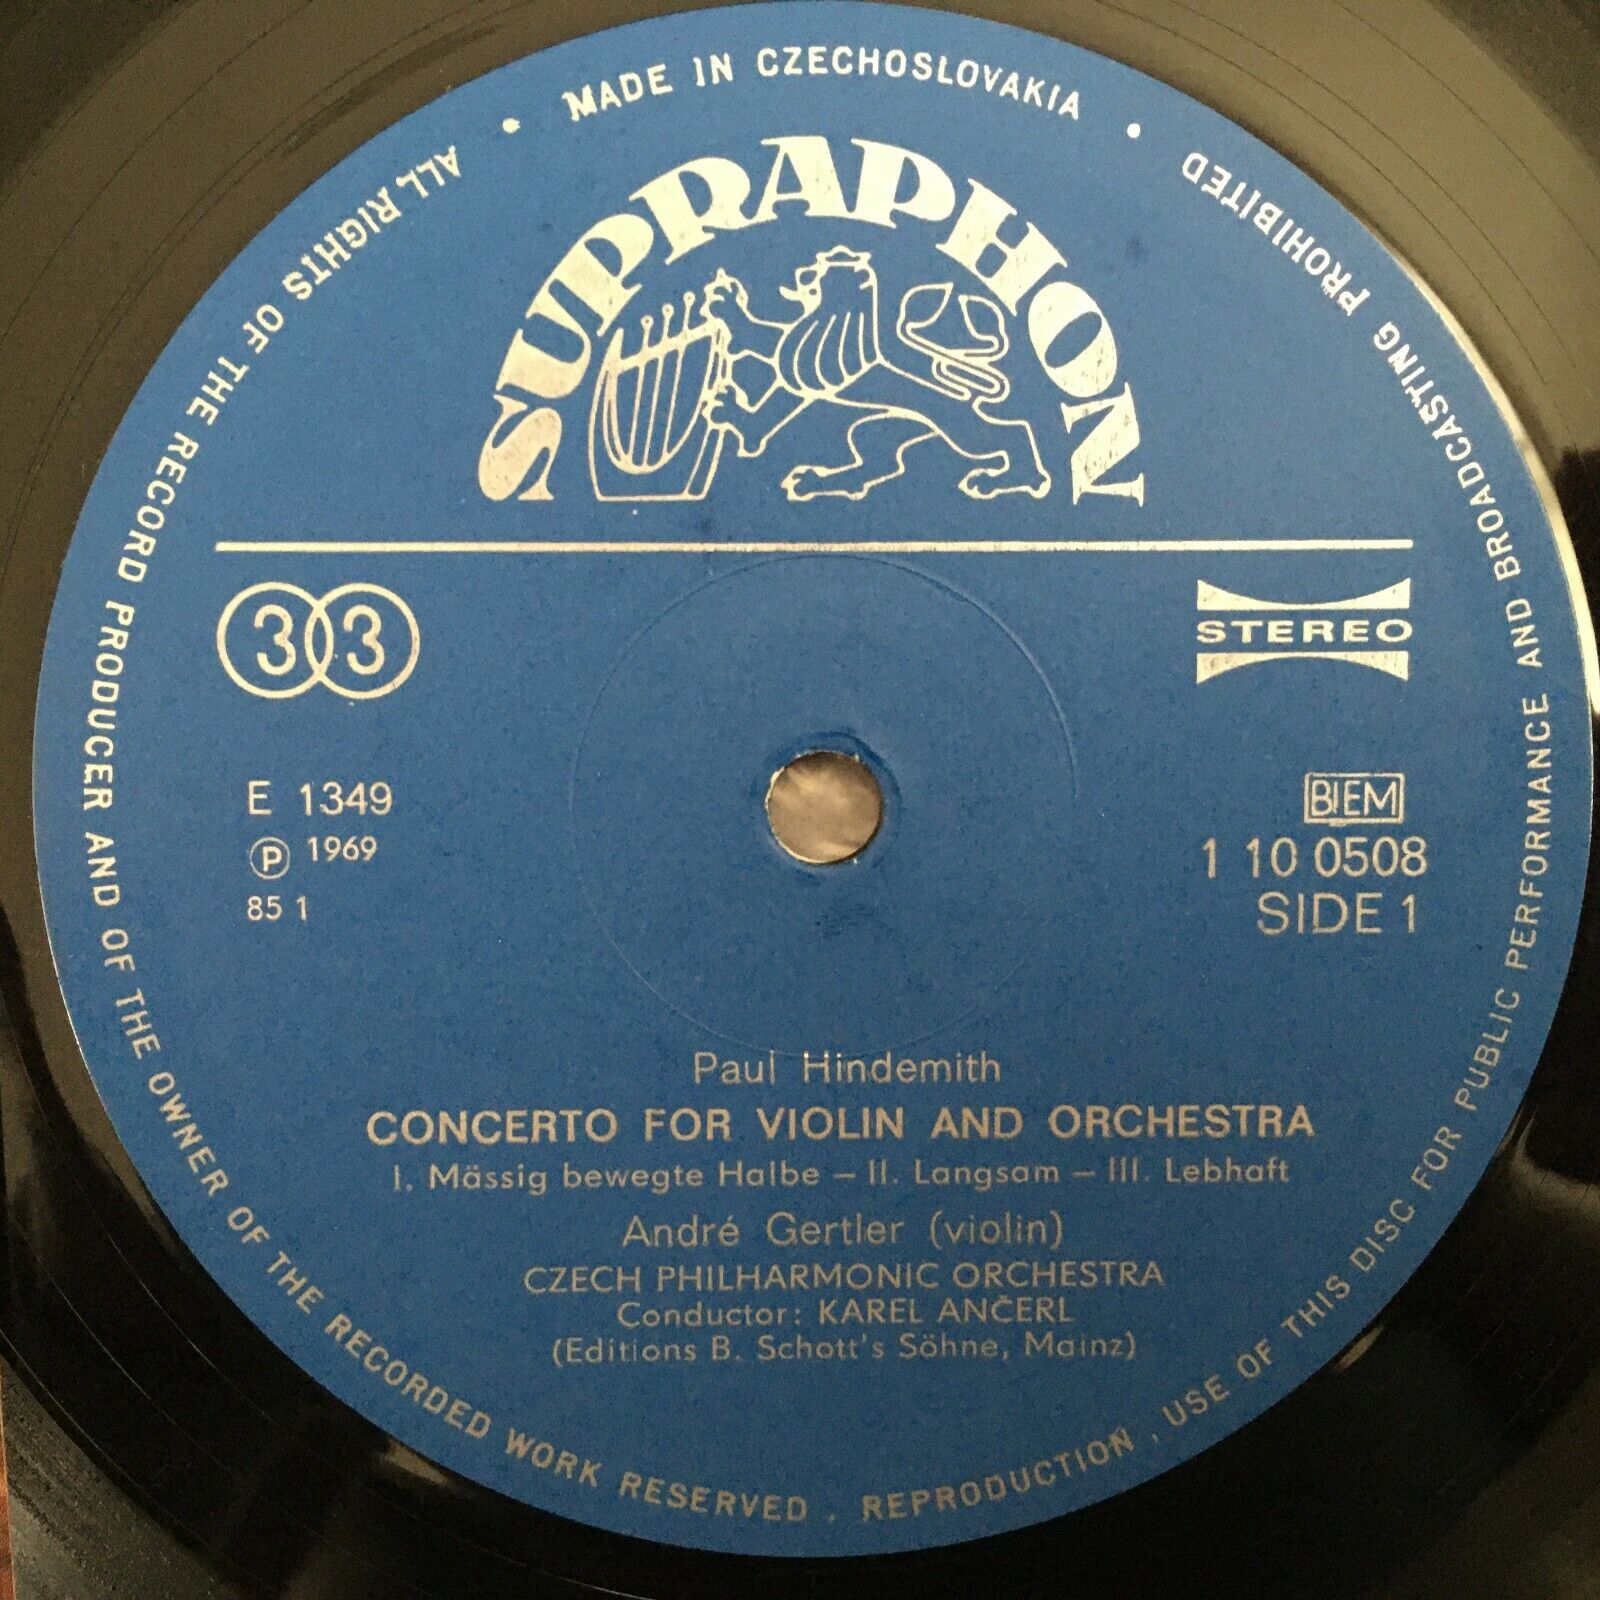 MADE IN CZECHOSLOVAKIA •
SUPRAPHON
33
STEREO
E 1349
℗ 1969
85 1
BIEM
1 10 0508
SIDE 1
Paul Hindemith
CONCERTO FOR VIOLIN AND ORCHESTRA
I. Mässig bewegte Halbe – II. Langsam – III. Lebhaft
André Gertler (violin)
CZECH PHILHARMONIC ORCHESTRA
Conductor: KAREL ANČERL
(Editions B. Schott's Söhne, Mainz)
ALL RIGHTS OF THE RECORD PRODUCER AND OF THE OWNER OF THE RECORDED WORK RESERVED . REPRODUCTION , USE OF THIS DISC FOR PUBLIC PERFORMANCE AND BROADCASTING PROHIBITED •